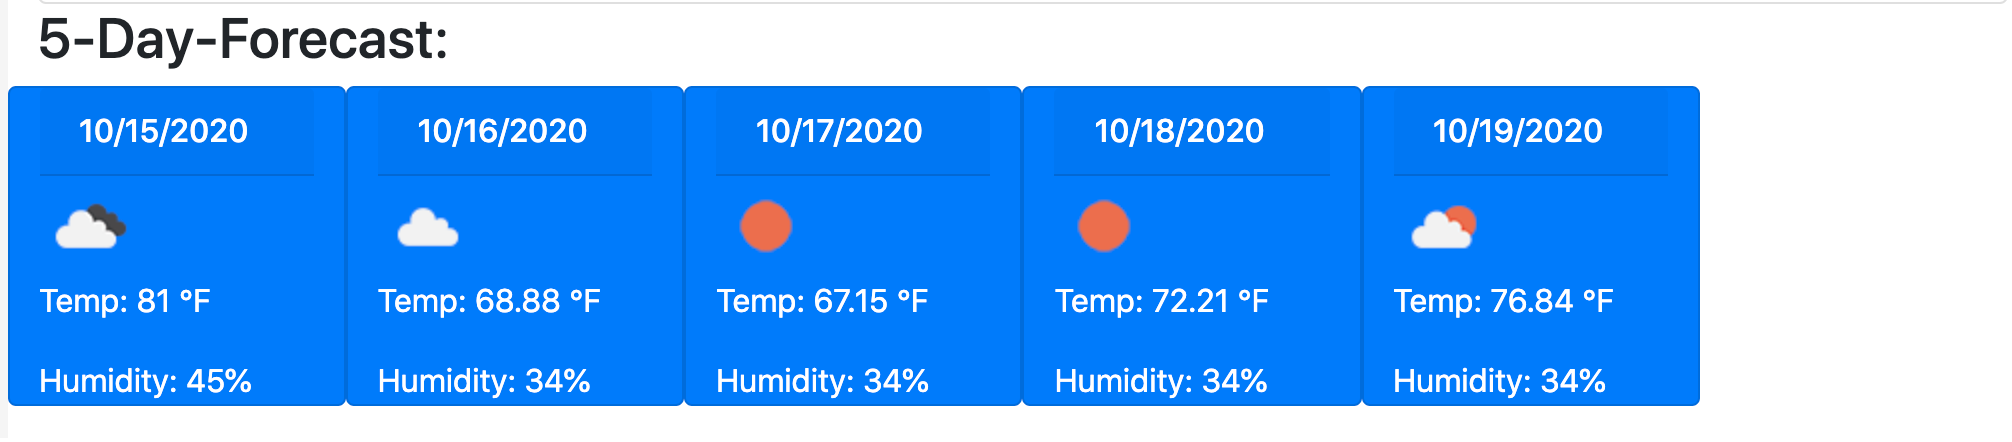 5-Day-Forecast:
10/15/2020
Temp: 81 °F
Humidity: 45%
10/16/2020
Temp: 68.88 °F
Humidity: 34%
10/17/2020
Temp: 67.15 °F
Humidity: 34%
10/18/2020
Temp: 72.21 °F
Humidity: 34%
10/19/2020
Temp: 76.84 °F
Humidity: 34%